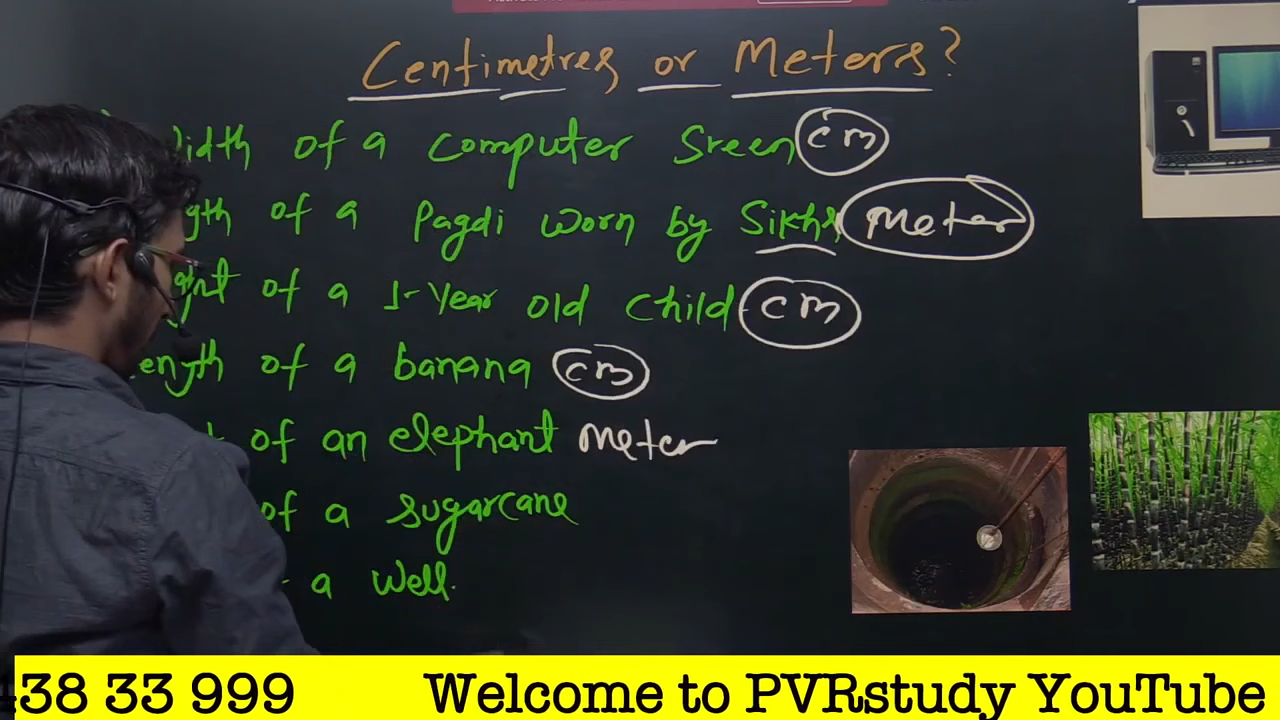 Centimetres or Meters?
idth of a computer Sreen cm
gth of a Pagdi worn by Sikhs Meter
ght of a 1-Year old child cm
ength of a banana cm
t of an elephant Meter
of a sugarcane
a Well.
38 33 999 Welcome to PVRstudy YouTube